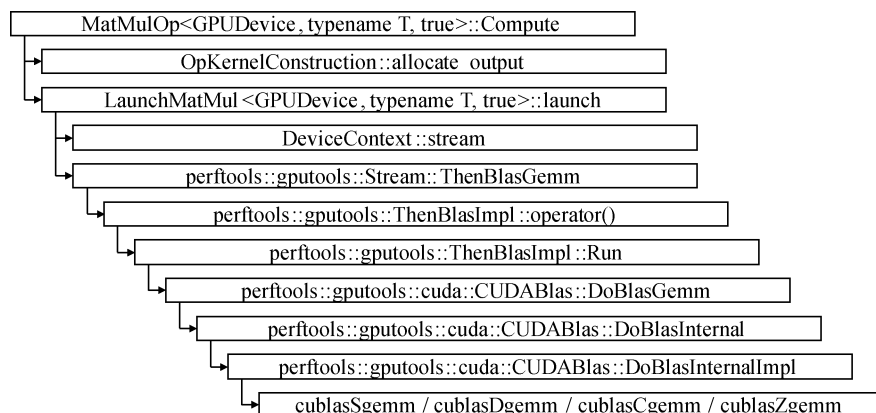 MatMulOp<GPUDevice, typename T, true>::Compute
OpKernelConstruction::allocate output
LaunchMatMul<GPUDevice, typename T, true>::launch
DeviceContext::stream
perftools::gputools::Stream::ThenBlasGemm
perftools::gputools::ThenBlasImpl::operator()
perftools::gputools::ThenBlasImpl::Run
perftools::gputools::cuda::CUDABlas::DoBlasGemm
perftools::gputools::cuda::CUDABlas::DoBlasInternal
perftools::gputools::cuda::CUDABlas::DoBlasInternalImpl
cublasSgemm / cublasDgemm / cublasCgemm / cublasZgemm